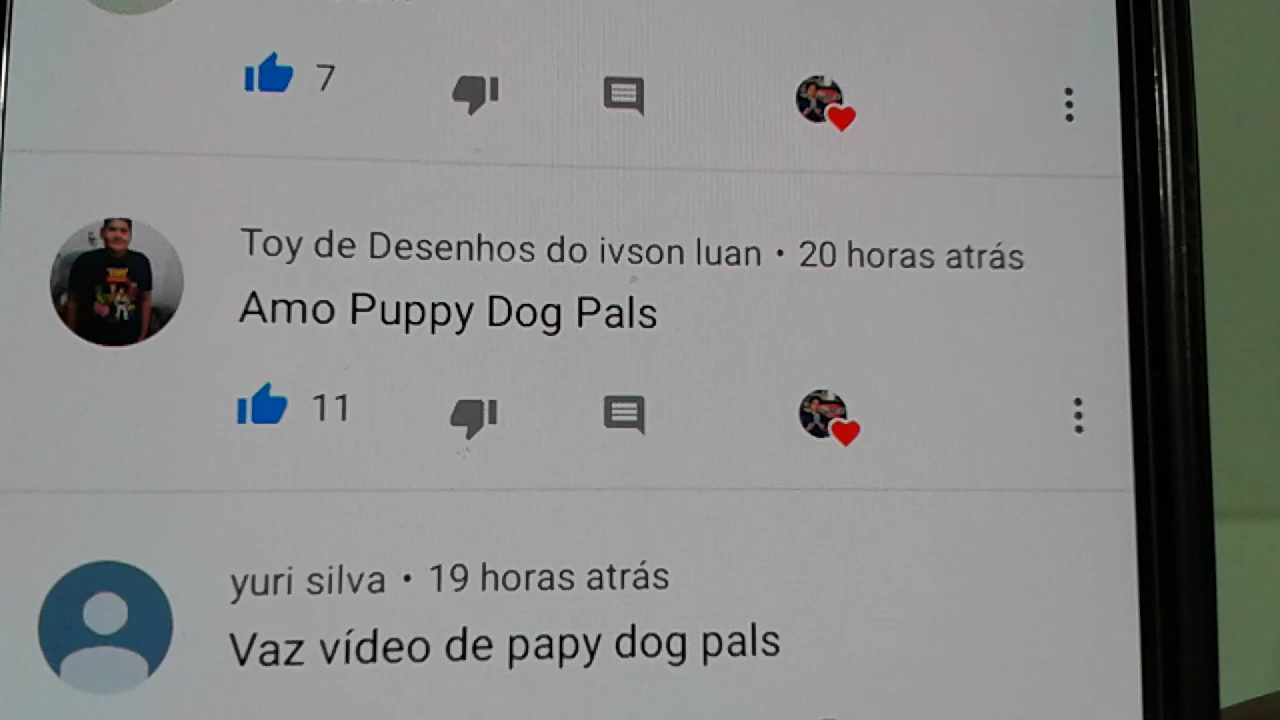 7
Toy de Desenhos do ivson luan • 20 horas atrás
Amo Puppy Dog Pals
11
yuri silva • 19 horas atrás
Vaz vídeo de papy dog pals